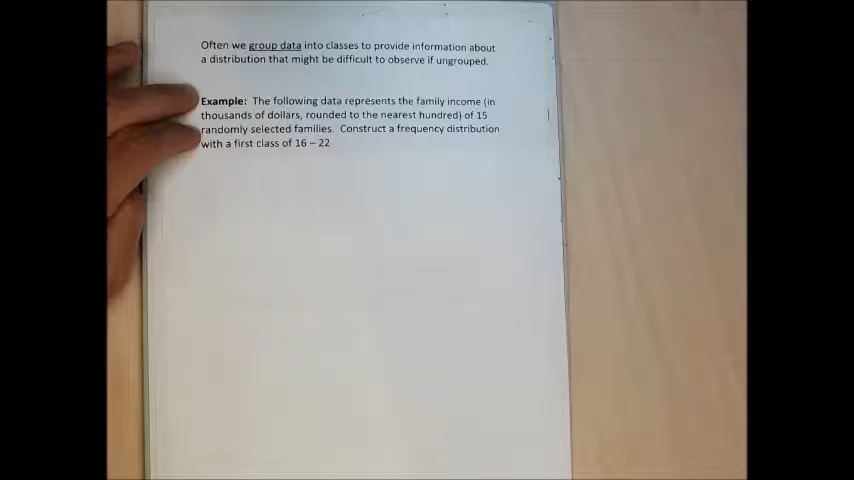 Often we group data into classes to provide information about
a distribution that might be difficult to observe if ungrouped.
Example: The following data represents the family income (in
thousands of dollars, rounded to the nearest hundred) of 15
randomly selected families. Construct a frequency distribution
with a first class of 16 – 22